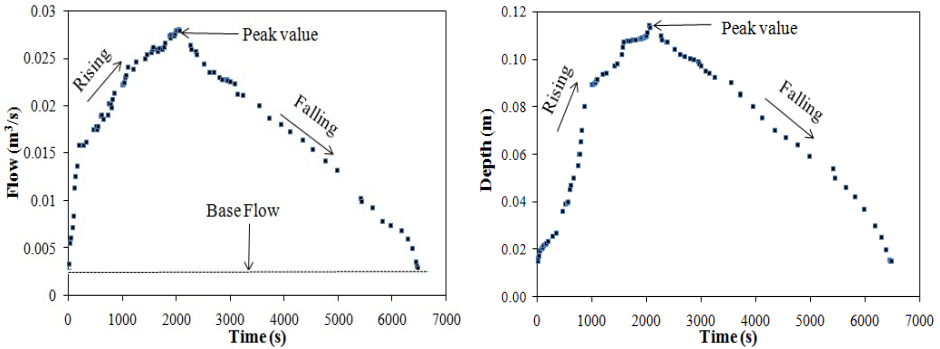 0.03
0.025
0.02
0.015
0.01
0.005
0
Flow (m³/s)
Rising
Peak value
Falling
Base Flow
0 1000 2000 3000 4000 5000 6000 7000
Time (s)
0.12
0.10
0.08
0.06
0.04
0.02
0.00
Depth (m)
Rising
Peak value
Falling
0 1000 2000 3000 4000 5000 6000 7000
Time (s)